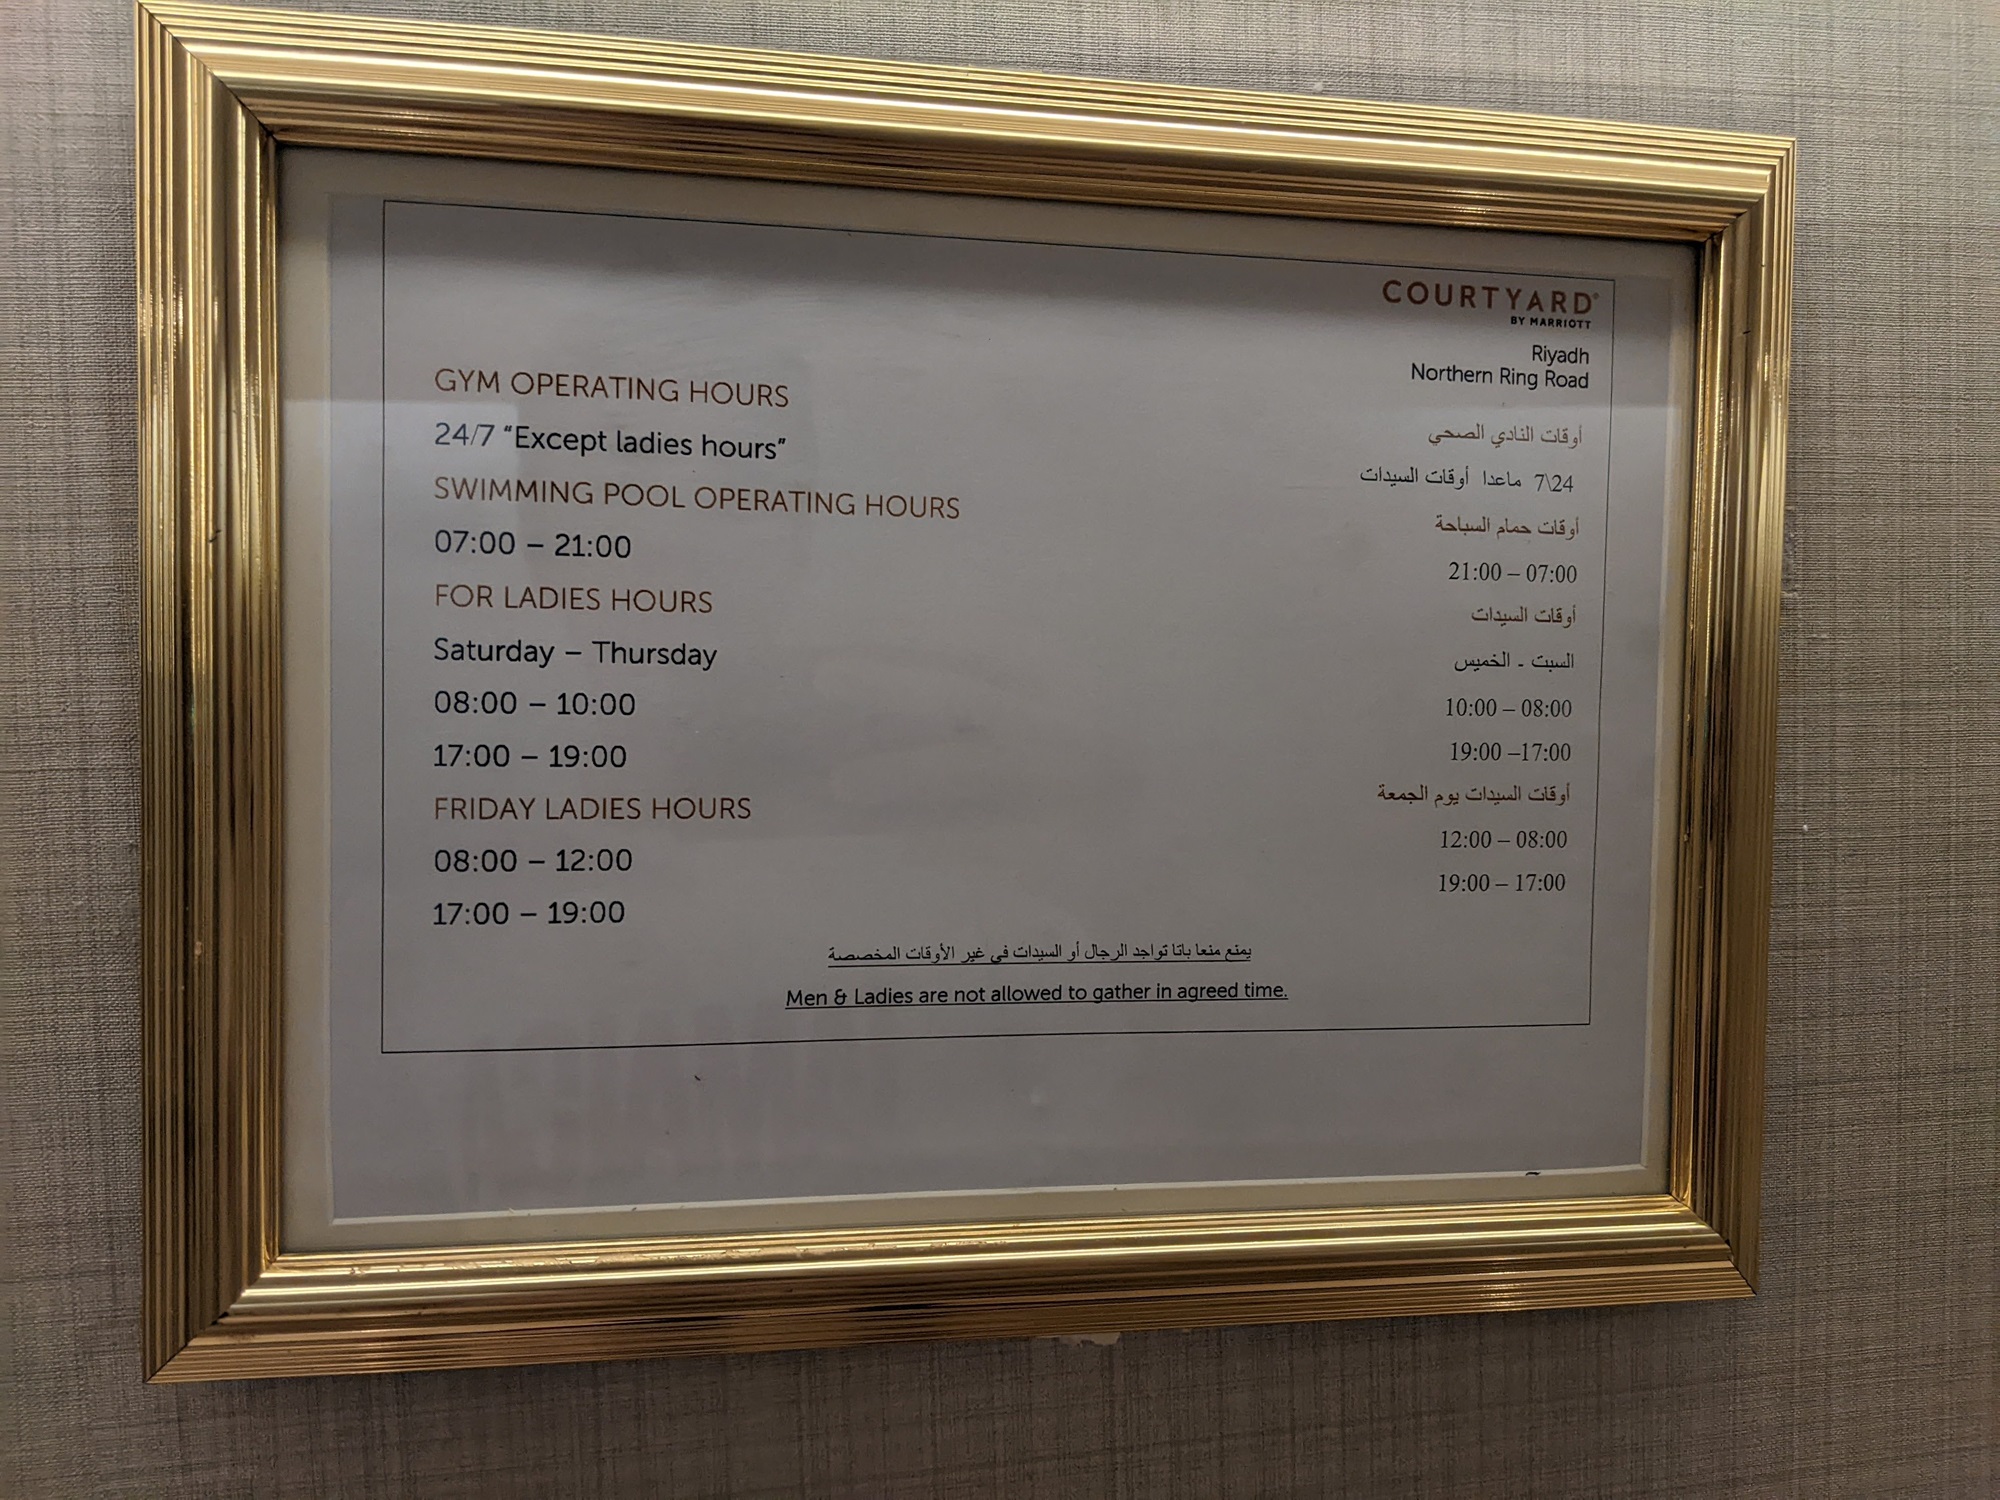 COURTYARD®
BY MARRIOTT
Riyadh
Northern Ring Road
GYM OPERATING HOURS
24/7 “Except ladies hours”
SWIMMING POOL OPERATING HOURS
07:00 – 21:00
FOR LADIES HOURS
Saturday – Thursday
08:00 – 10:00
17:00 – 19:00
FRIDAY LADIES HOURS
08:00 – 12:00
17:00 – 19:00
أوقات النادي الصحي
24\7 ماعدا أوقات السيدات
أوقات حمام السباحة
21:00 – 07:00
أوقات السيدات
السبت - الخميس
10:00 – 08:00
19:00 –17:00
أوقات السيدات يوم الجمعة
12:00 – 08:00
19:00 – 17:00
يمنع منعا باتا تواجد الرجال أو السيدات في غير الأوقات المخصصة
Men & Ladies are not allowed to gather in agreed time.